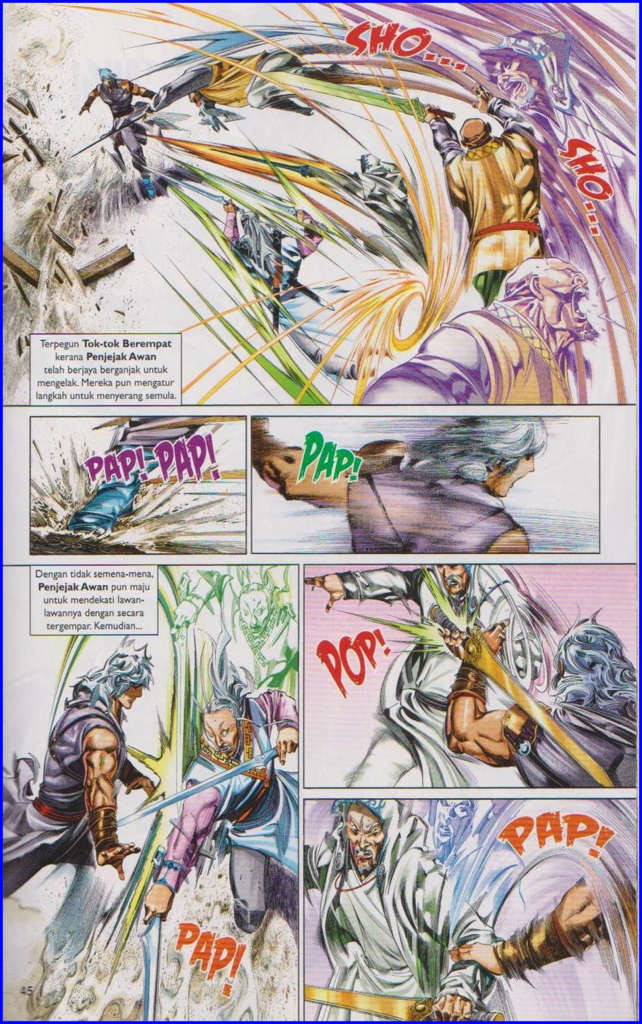 SHO...
SHO...
Terpegun Tok-tok Berempat
kerana Penjejak Awan
telah berjaya berganjak untuk
mengelak. Mereka pun mengatur
langkah untuk menyerang semula.
PAP! PAP!
PAP!
Dengan tidak semena-mena,
Penjejak Awan pun maju
untuk mendekati lawan-
lawannya dengan secara
tergempar. Kemudian...
POP!
PAP!
PAP!
45